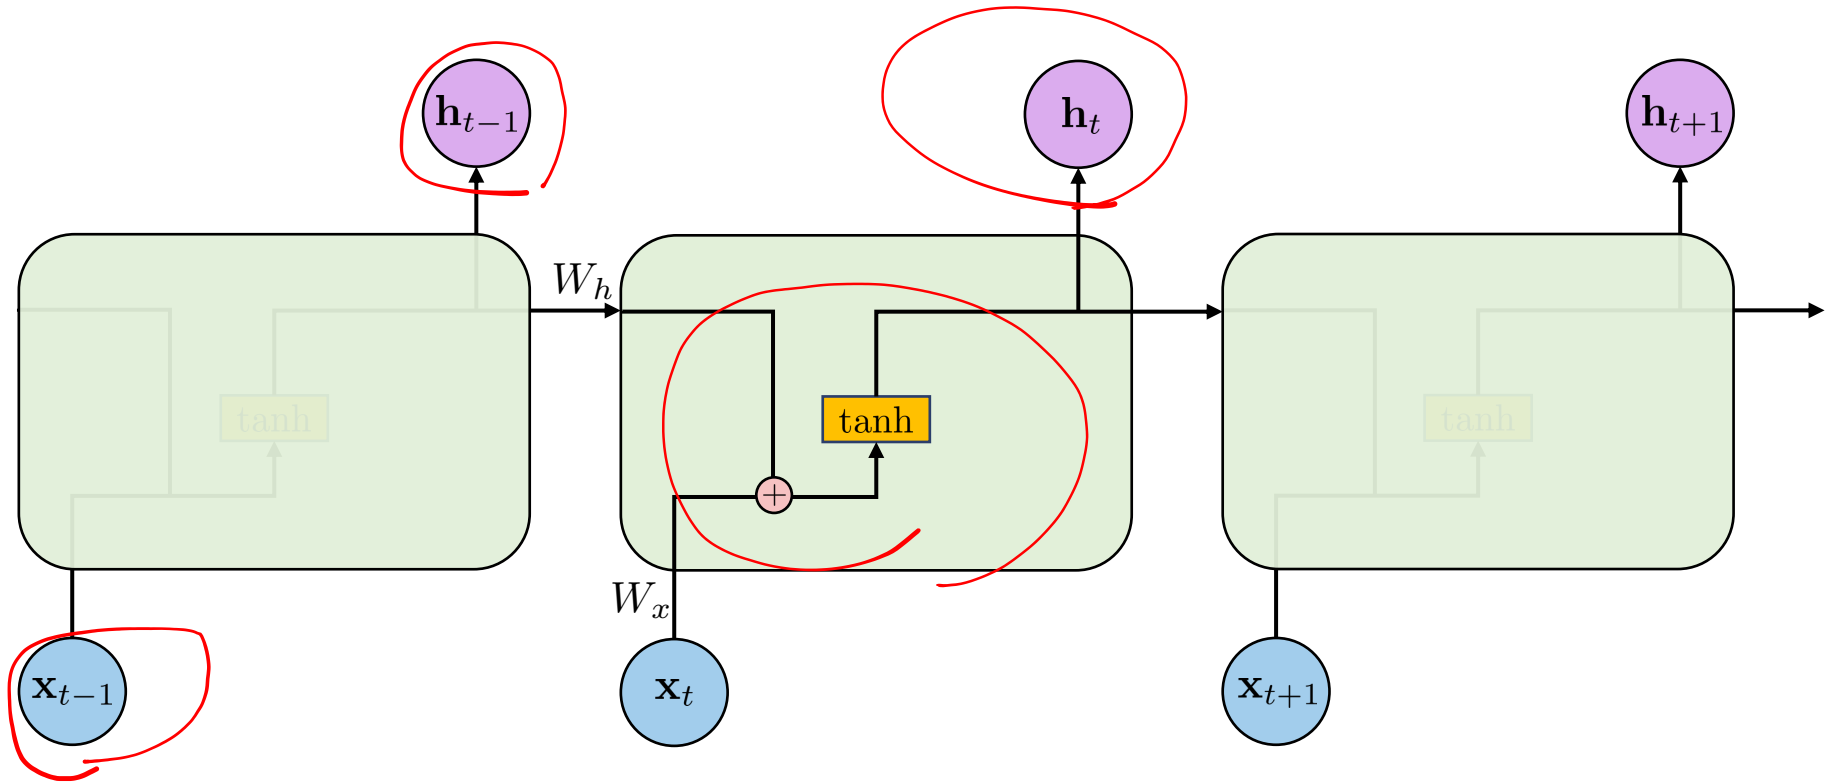 h_{t-1}
h_t
h_{t+1}
W_h
tanh
tanh
tanh
+
W_x
x_{t-1}
x_t
x_{t+1}